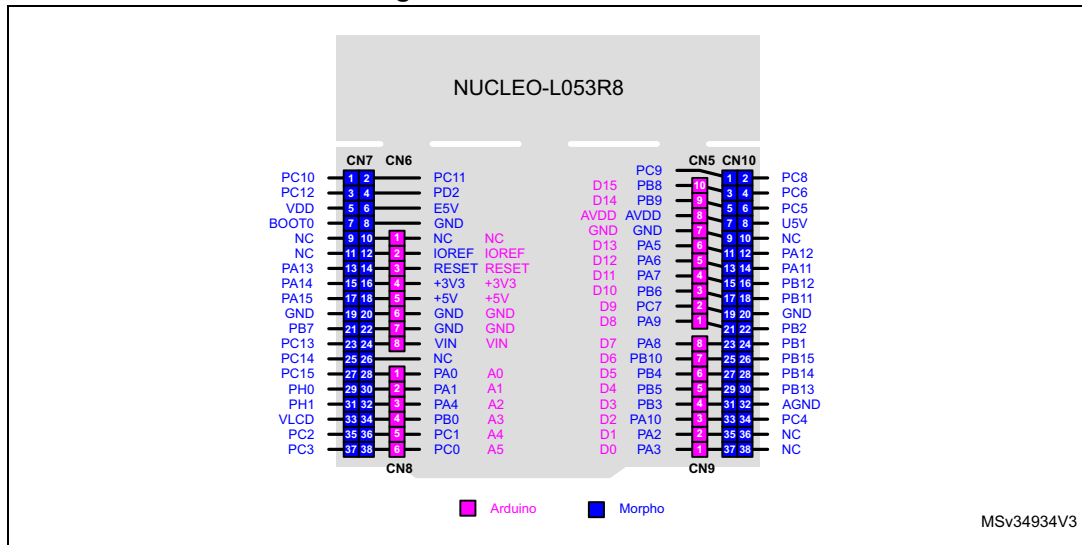 NUCLEO-L053R8
CN7 CN6 CN5 CN10
PC10 1 2 PC11 PC9 1 2 PC8
PC12 3 4 PD2 D15 PB8 10 3 4 PC6
VDD 5 6 E5V D14 PB9 9 5 6 PC5
BOOT0 7 8 GND AVDD AVDD 8 7 8 U5V
NC 9 10 1 NC NC GND GND 7 9 10 NC
NC 11 12 2 IOREF IOREF D13 PA5 6 11 12 PA12
PA13 13 14 3 RESET RESET D12 PA6 5 13 14 PA11
PA14 15 16 4 +3V3 +3V3 D11 PA7 4 15 16 PB12
PA15 17 18 5 +5V +5V D10 PB6 3 17 18 PB11
GND 19 20 6 GND GND D9 PC7 2 19 20 GND
PB7 21 22 7 GND GND D8 PA9 1 21 22 PB2
PC13 23 24 8 VIN VIN D7 PA8 8 23 24 PB1
PC14 25 26 NC D6 PB10 7 25 26 PB15
PC15 27 28 1 PA0 A0 D5 PB4 6 27 28 PB14
PH0 29 30 2 PA1 A1 D4 PB5 5 29 30 PB13
PH1 31 32 3 PA4 A2 D3 PB3 4 31 32 AGND
VLCD 33 34 4 PB0 A3 D2 PA10 3 33 34 PC4
PC2 35 36 5 PC1 A4 D1 PA2 2 35 36 NC
PC3 37 38 6 PC0 A5 D0 PA3 1 37 38 NC
CN8 CN9
Arduino Morpho
MSv34934V3